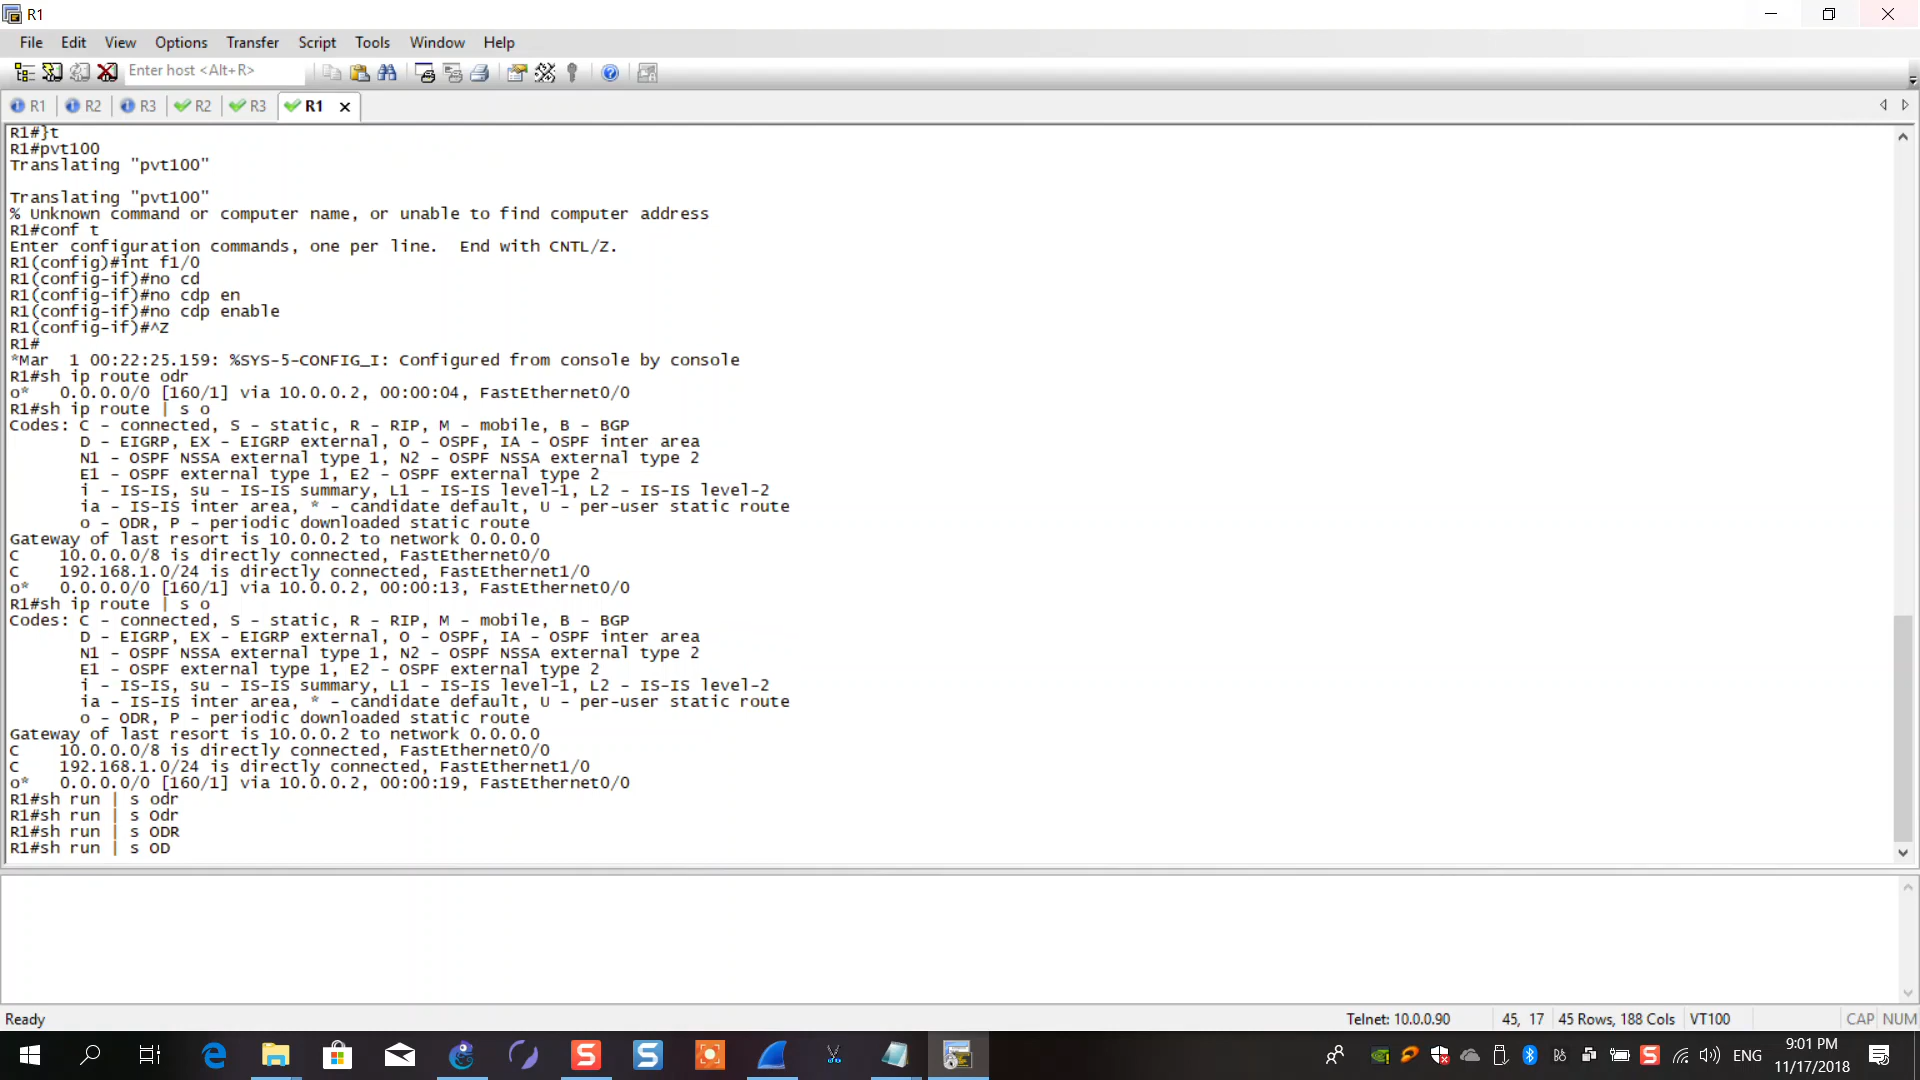 R1
File Edit View Options Transfer Script Tools Window Help
Enter host <Alt+R>
R1 R2 R3 R2 R3 R1
R1#}t
R1#pvt100
Translating "pvt100"
Translating "pvt100"
% Unknown command or computer name, or unable to find computer address
R1#conf t
Enter configuration commands, one per line.  End with CNTL/Z.
R1(config)#int f1/0
R1(config-if)#no cd
R1(config-if)#no cdp en
R1(config-if)#no cdp enable
R1(config-if)#^Z
R1#
*Mar  1 00:22:25.159: %SYS-5-CONFIG_I: Configured from console by console
R1#sh ip route odr
o*   0.0.0.0/0 [160/1] via 10.0.0.2, 00:00:04, FastEthernet0/0
R1#sh ip route | s o
Codes: C - connected, S - static, R - RIP, M - mobile, B - BGP
       D - EIGRP, EX - EIGRP external, O - OSPF, IA - OSPF inter area
       N1 - OSPF NSSA external type 1, N2 - OSPF NSSA external type 2
       E1 - OSPF external type 1, E2 - OSPF external type 2
       i - IS-IS, su - IS-IS summary, L1 - IS-IS level-1, L2 - IS-IS level-2
       ia - IS-IS inter area, * - candidate default, U - per-user static route
       o - ODR, P - periodic downloaded static route
Gateway of last resort is 10.0.0.2 to network 0.0.0.0
C    10.0.0.0/8 is directly connected, FastEthernet0/0
C    192.168.1.0/24 is directly connected, FastEthernet1/0
o*   0.0.0.0/0 [160/1] via 10.0.0.2, 00:00:13, FastEthernet0/0
R1#sh ip route | s o
Codes: C - connected, S - static, R - RIP, M - mobile, B - BGP
       D - EIGRP, EX - EIGRP external, O - OSPF, IA - OSPF inter area
       N1 - OSPF NSSA external type 1, N2 - OSPF NSSA external type 2
       E1 - OSPF external type 1, E2 - OSPF external type 2
       i - IS-IS, su - IS-IS summary, L1 - IS-IS level-1, L2 - IS-IS level-2
       ia - IS-IS inter area, * - candidate default, U - per-user static route
       o - ODR, P - periodic downloaded static route
Gateway of last resort is 10.0.0.2 to network 0.0.0.0
C    10.0.0.0/8 is directly connected, FastEthernet0/0
C    192.168.1.0/24 is directly connected, FastEthernet1/0
o*   0.0.0.0/0 [160/1] via 10.0.0.2, 00:00:19, FastEthernet0/0
R1#sh run | s odr
R1#sh run | s Odr
R1#sh run | s ODR
R1#sh run | s OD
Ready Telnet: 10.0.0.90 45, 17 45 Rows, 188 Cols VT100 CAP NUM
ENG 9:01 PM
11/17/2018